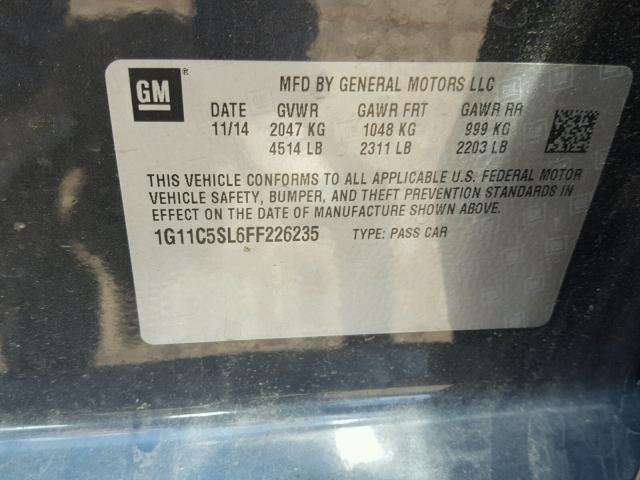 GM ®
MFD BY GENERAL MOTORS LLC
DATE GVWR GAWR FRT GAWR RR
11/14 2047 KG 1048 KG 999 KG
4514 LB 2311 LB 2203 LB
THIS VEHICLE CONFORMS TO ALL APPLICABLE U.S. FEDERAL MOTOR
VEHICLE SAFETY, BUMPER, AND THEFT PREVENTION STANDARDS IN
EFFECT ON THE DATE OF MANUFACTURE SHOWN ABOVE.
1G11C5SL6FF226235 TYPE: PASS CAR